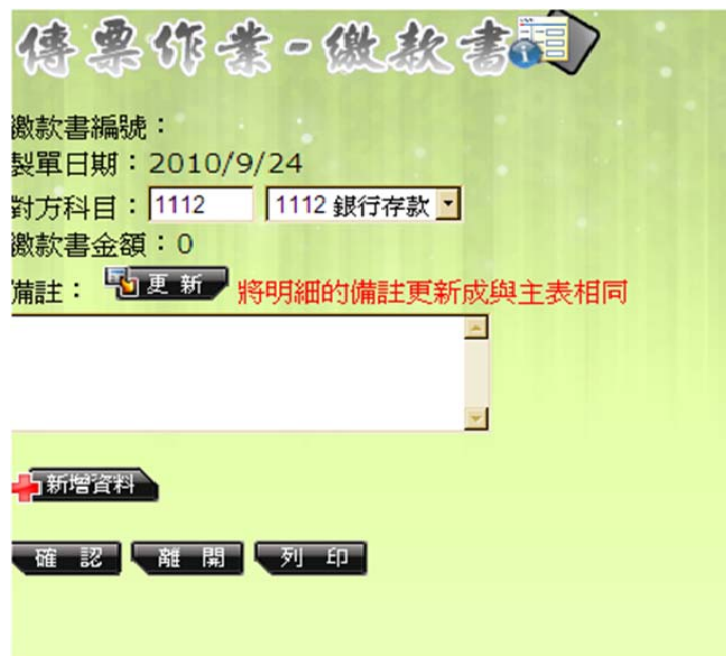 傳票作業-繳款書
繳款書編號：
製單日期：2010/9/24
對方科目：1112 1112 銀行存款
繳款書金額：0
備註： 更新 將明細的備註更新成與主表相同
新增資料
確認 離開 列印